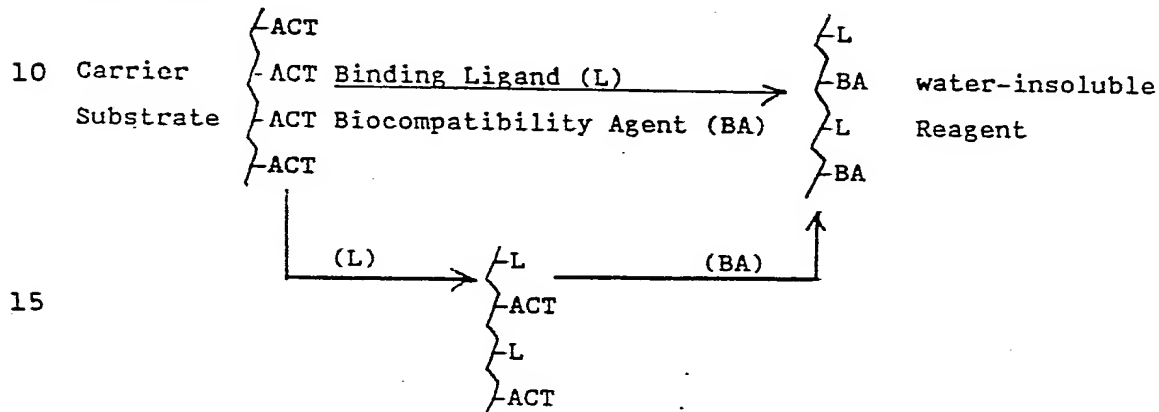 ACT
L
10 Carrier ACT Binding Ligand (L) BA water-insoluble
Substrate ACT Biocompatibility Agent (BA) L Reagent
ACT BA
(L) L (BA)
15 ACT
L
ACT